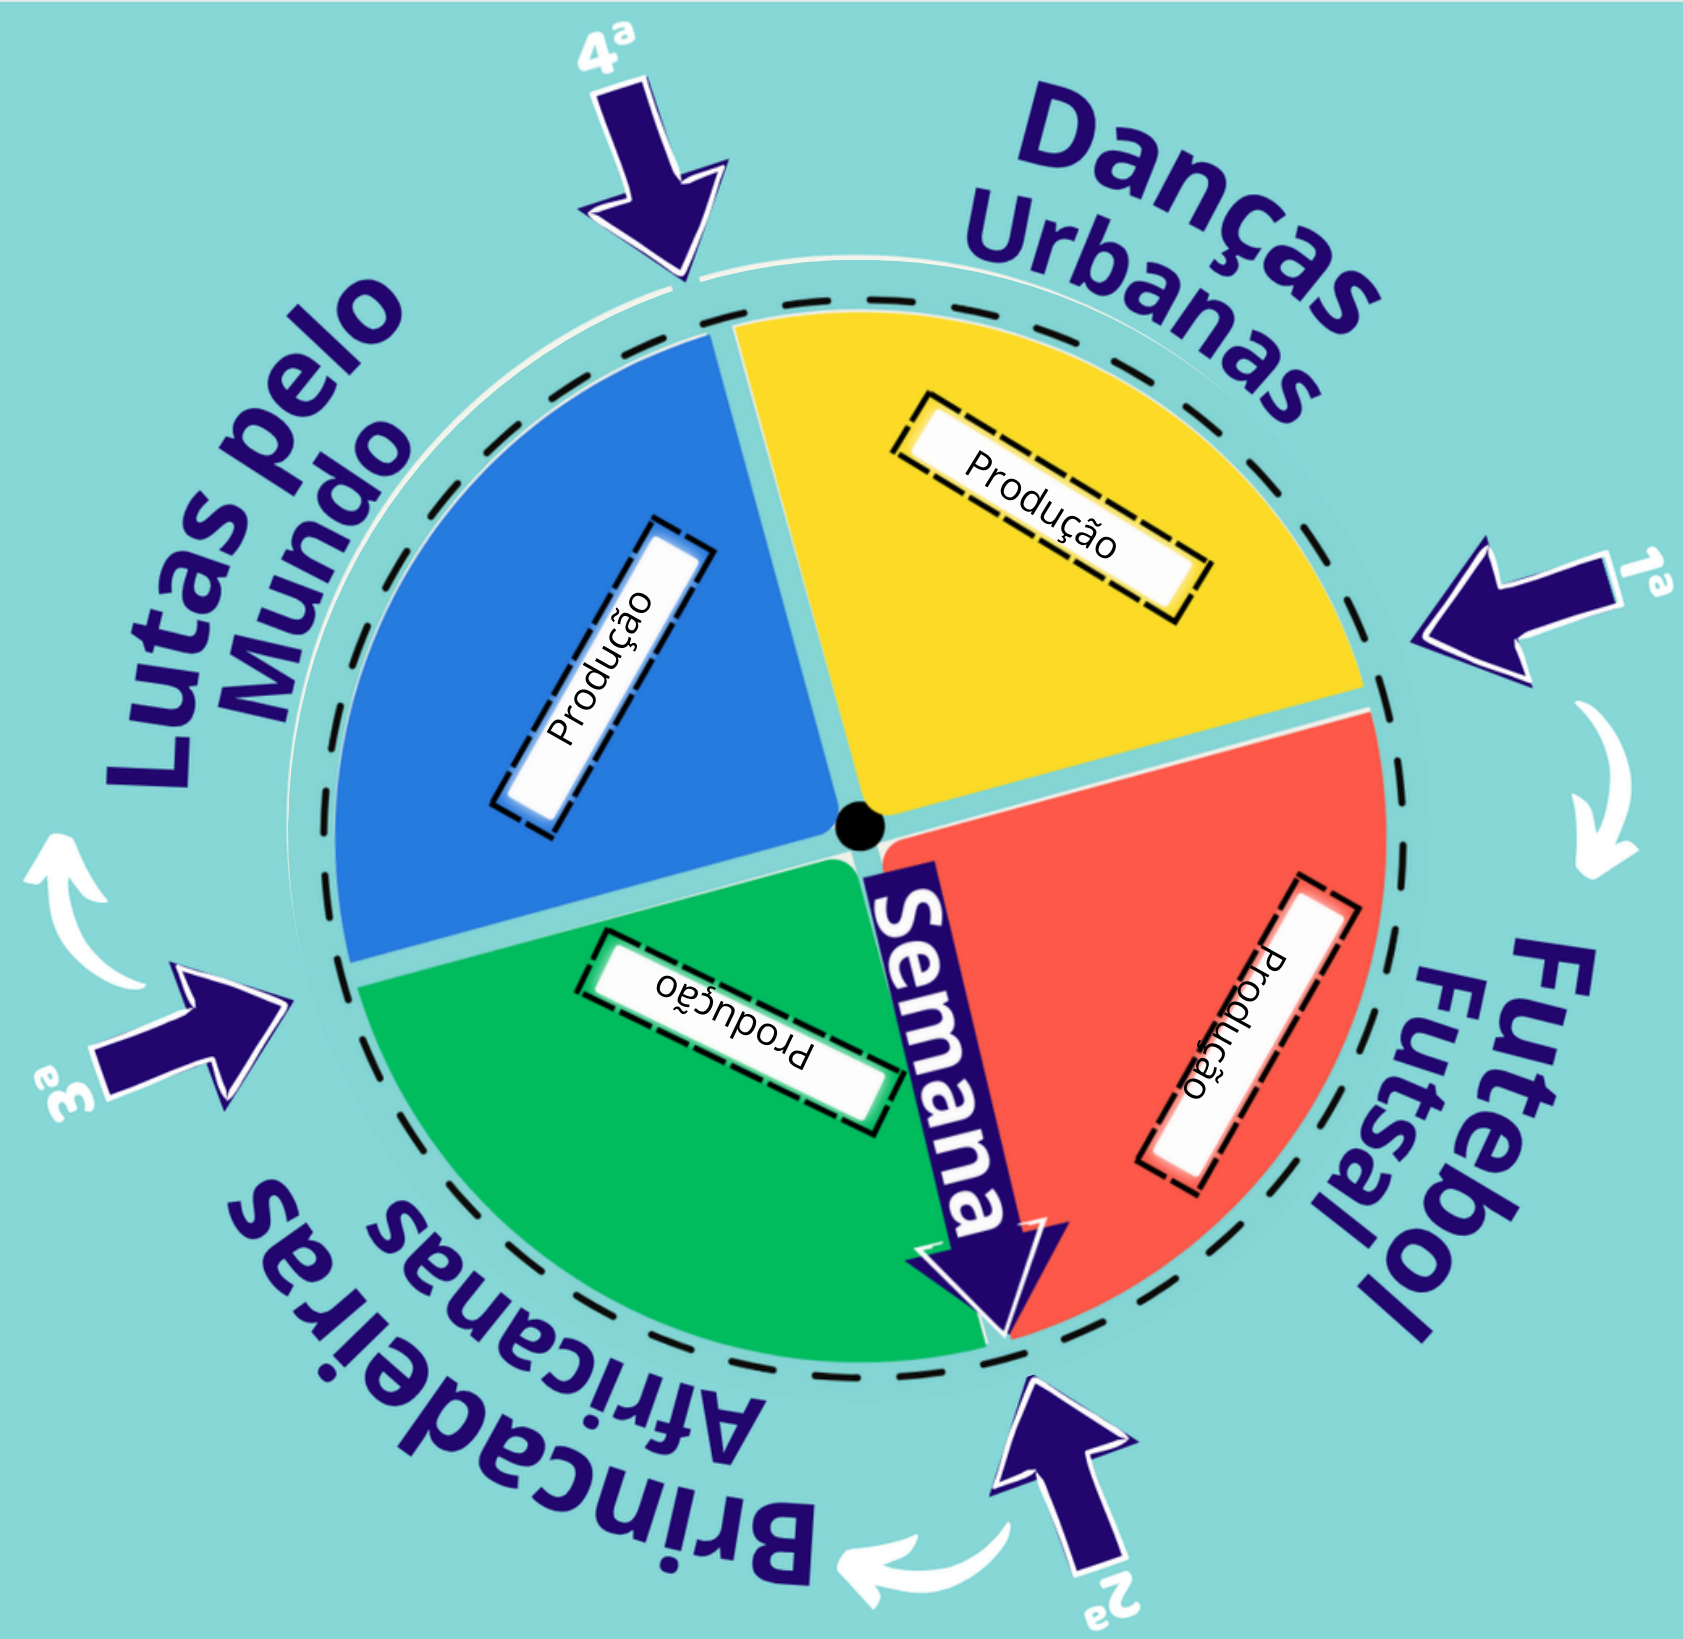 4ª
Danças
Urbanas
Produção
1ª
Futebol
Futsal
Produção
Semana
2ª
Brincadeiras
Africanas
Produção
3ª
Lutas pelo
Mundo
Produção